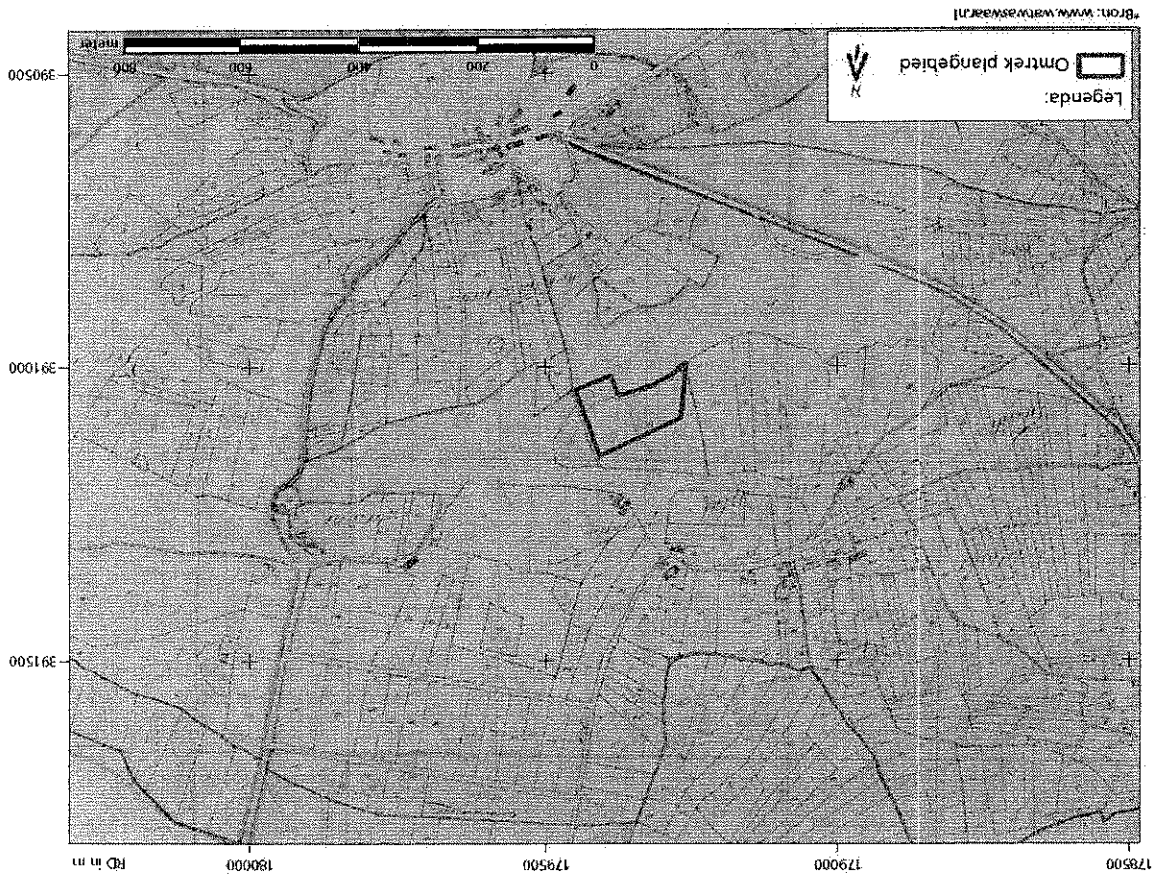 178500 179000 179500 180000 RD in m
391500
391000
390500
Legenda:
Omtrek plangebied
N
0 200 400 600 800
meter
*Bron: www.watwaswaar.nl